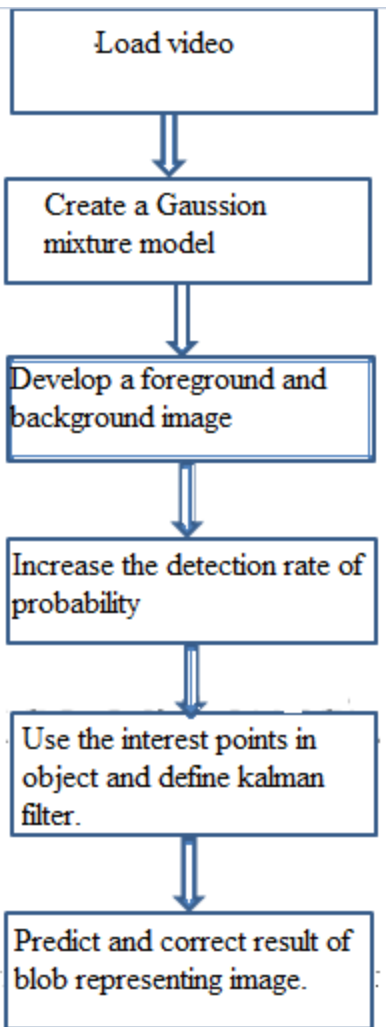 Load video
Create a Gaussion
mixture model
Develop a foreground and
background image
Increase the detection rate of
probability
Use the interest points in
object and define kalman
filter.
Predict and correct result of
blob representing image.